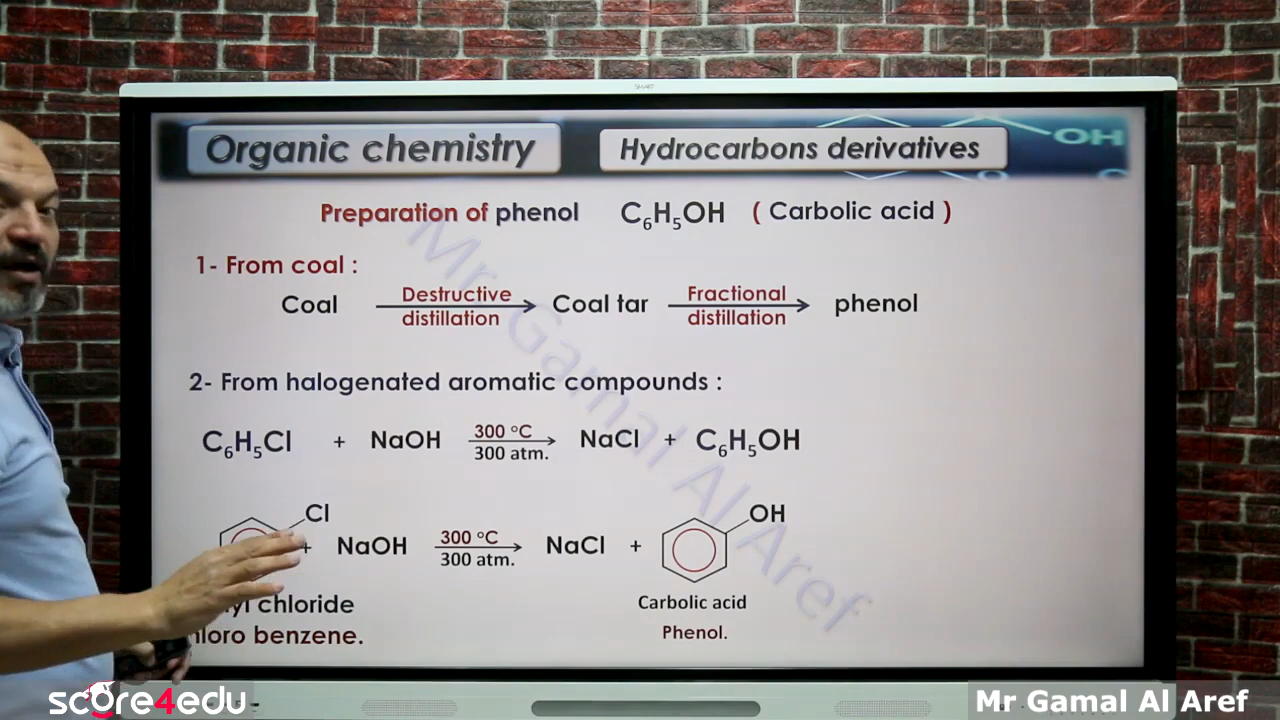 SMART
Organic chemistry
Hydrocarbons derivatives
OH
Preparation of phenol C₆H₅OH ( Carbolic acid )
1- From coal :
Coal Destructive distillation Coal tar Fractional distillation phenol
2- From halogenated aromatic compounds :
C₆H₅Cl + NaOH 300 °C 300 atm. NaCl + C₆H₅OH
Cl OH
+ NaOH 300 °C 300 atm. NaCl +
chloride Carbolic acid
benzene. Phenol.
Mr Gamal Al Aref
score4edu
Mr Gamal Al Aref